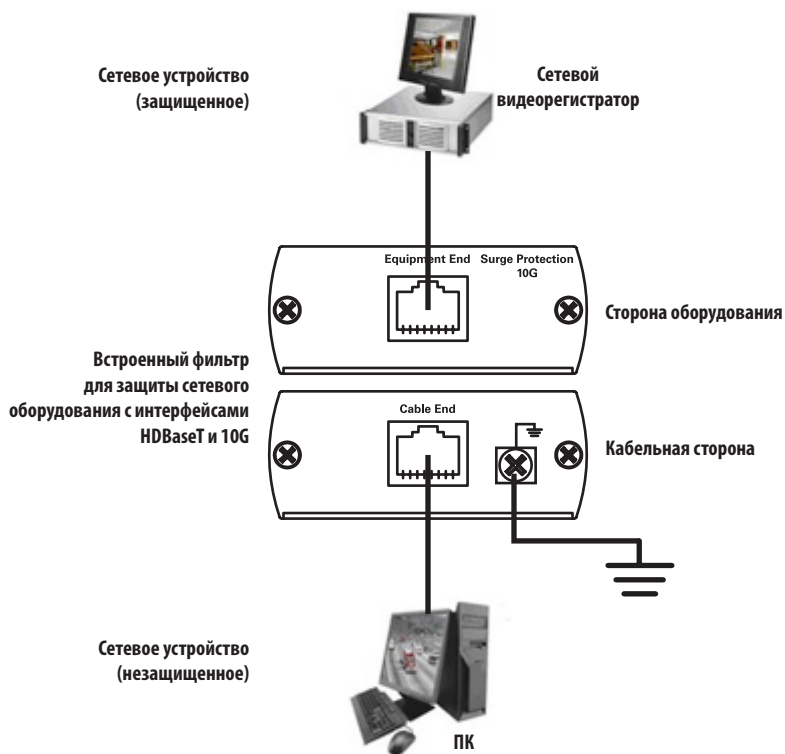 Сетевое устройство
(защищенное)
Сетевой
видеорегистратор
Equipment End
Surge Protection
10G
Сторона оборудования
Встроенный фильтр
для защиты сетевого
оборудования с интерфейсами
HDBaseT и 10G
Cable End
Кабельная сторона
Сетевое устройство
(незащищенное)
ПК